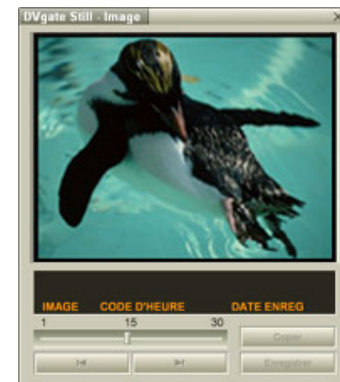 DVgate Still - Image
IMAGE CODE D'HEURE DATE ENREG
1 15 30
Copier
Enregistrer